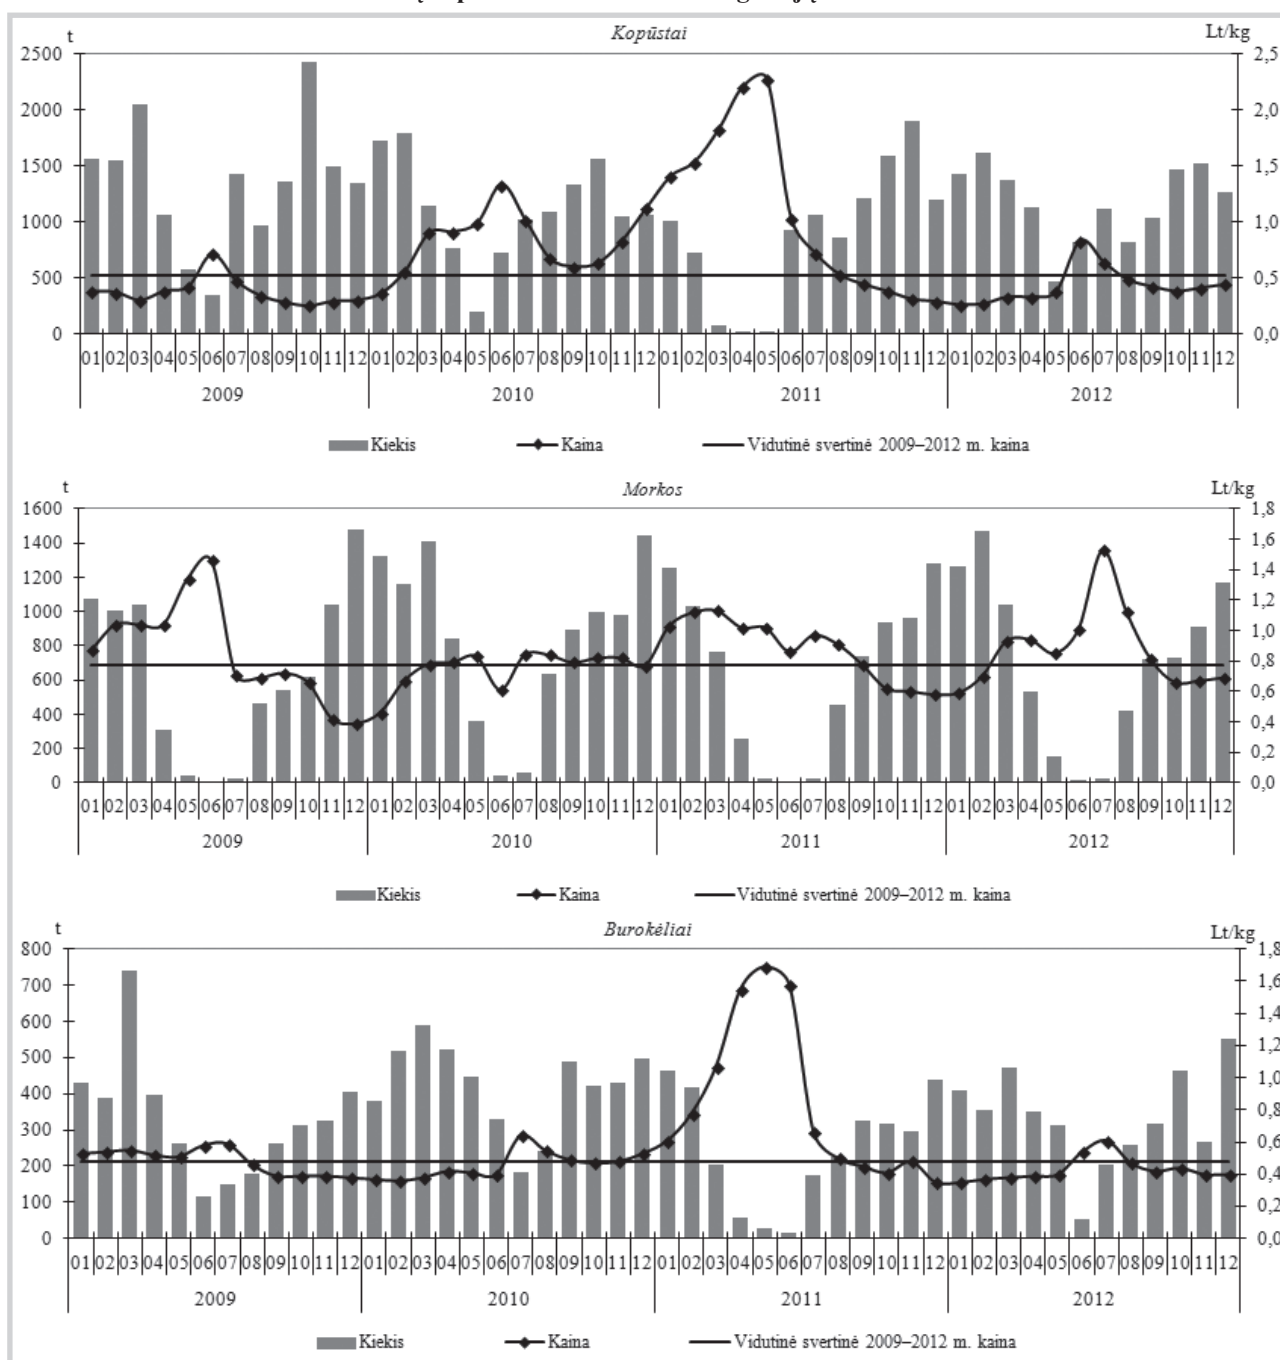 t Kopūstai Lt/kg
2500 2,5
2000 2,0
1500 1,5
1000 1,0
500 0,5
0 0,0
01 02 03 04 05 06 07 08 09 10 11 12 01 02 03 04 05 06 07 08 09 10 11 12 01 02 03 04 05 06 07 08 09 10 11 12 01 02 03 04 05 06 07 08 09 10 11 12
2009 2010 2011 2012
Kiekis Kaina Vidutinė svertinė 2009–2012 m. kaina
t Morkos Lt/kg
1600 1,8
1400 1,6
1200 1,4
1000 1,2
800 1,0
600 0,8
400 0,6
200 0,4
0 0,2
0,0
01 02 03 04 05 06 07 08 09 10 11 12 01 02 03 04 05 06 07 08 09 10 11 12 01 02 03 04 05 06 07 08 09 10 11 12 01 02 03 04 05 06 07 08 09 10 11 12
2009 2010 2011 2012
Kiekis Kaina Vidutinė svertinė 2009–2012 m. kaina
t Burokėliai Lt/kg
800 1,8
700 1,6
600 1,4
500 1,2
400 1,0
300 0,8
200 0,6
100 0,4
0 0,2
0,0
01 02 03 04 05 06 07 08 09 10 11 12 01 02 03 04 05 06 07 08 09 10 11 12 01 02 03 04 05 06 07 08 09 10 11 12 01 02 03 04 05 06 07 08 09 10 11 12
2009 2010 2011 2012
Kiekis Kaina Vidutinė svertinė 2009–2012 m. kaina